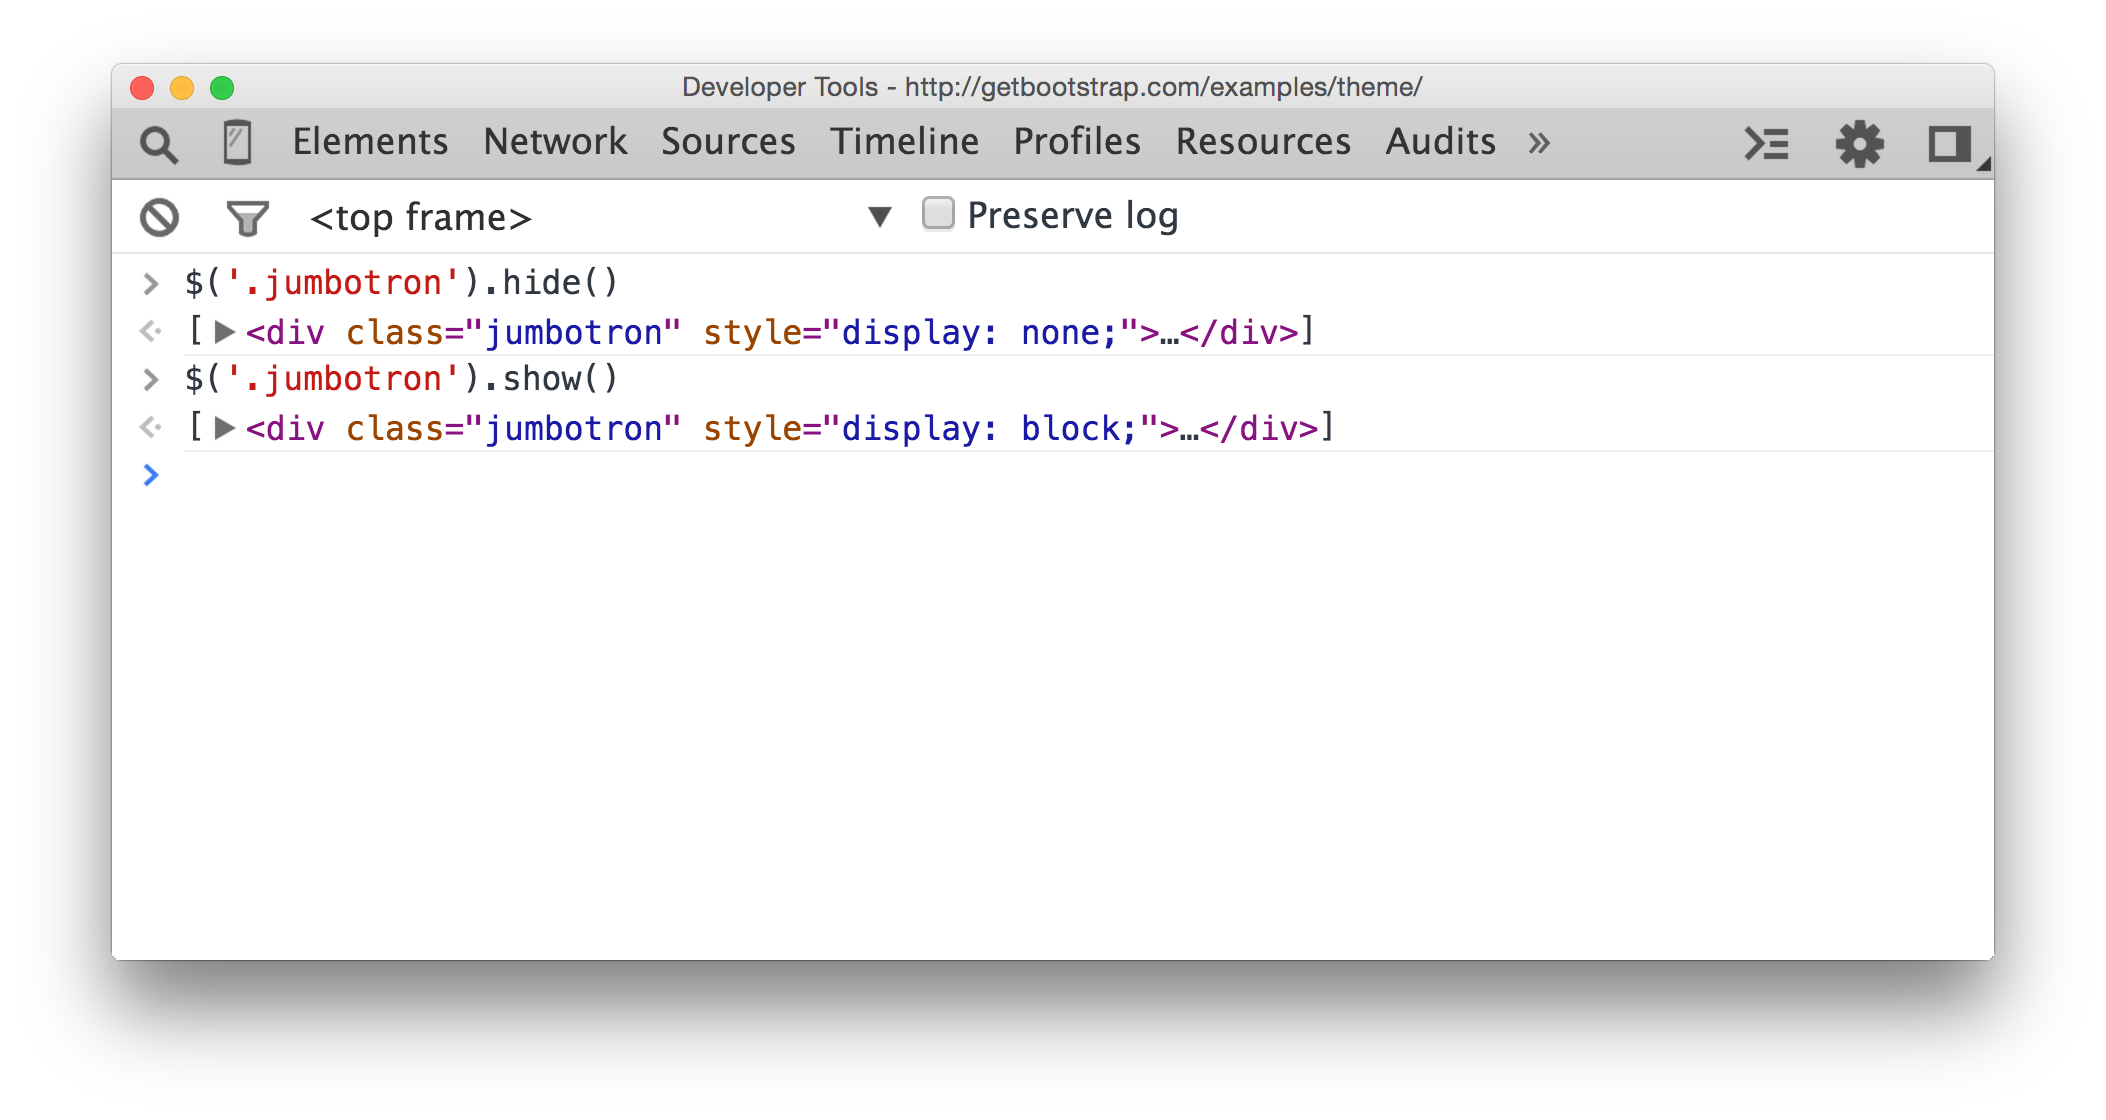 Developer Tools - http://getbootstrap.com/examples/theme/
Elements Network Sources Timeline Profiles Resources Audits »
<top frame> ▼ Preserve log
> $('.jumbotron').hide()
[▶<div class="jumbotron" style="display: none;">…</div>]
> $('.jumbotron').show()
[▶<div class="jumbotron" style="display: block;">…</div>]
>